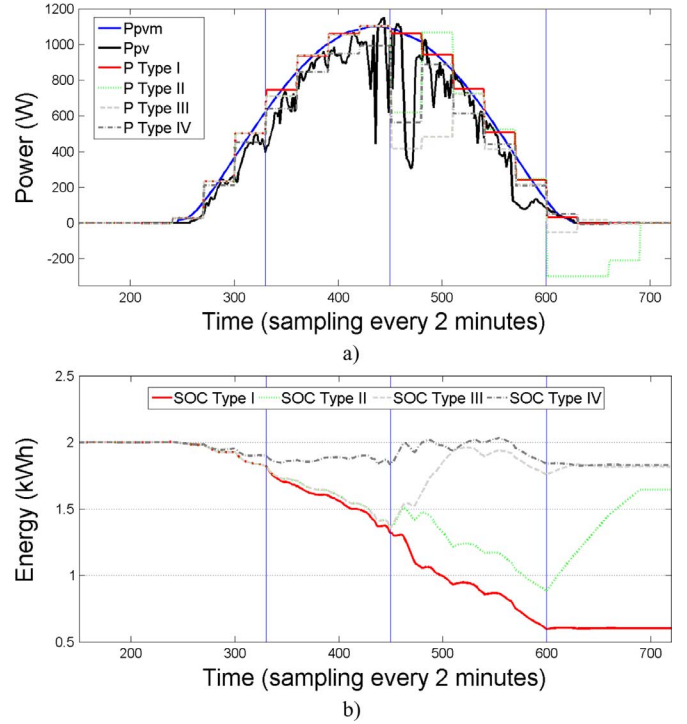 1200
1000
800
600
400
200
0
-200
Power (W)
Ppvm
Ppv
P Type I
P Type II
P Type III
P Type IV
200 300 400 500 600 700
Time (sampling every 2 minutes)
a)
2.5
2
1.5
1
0.5
Energy (kWh)
SOC Type I SOC Type II SOC Type III SOC Type IV
200 300 400 500 600 700
Time (sampling every 2 minutes)
b)